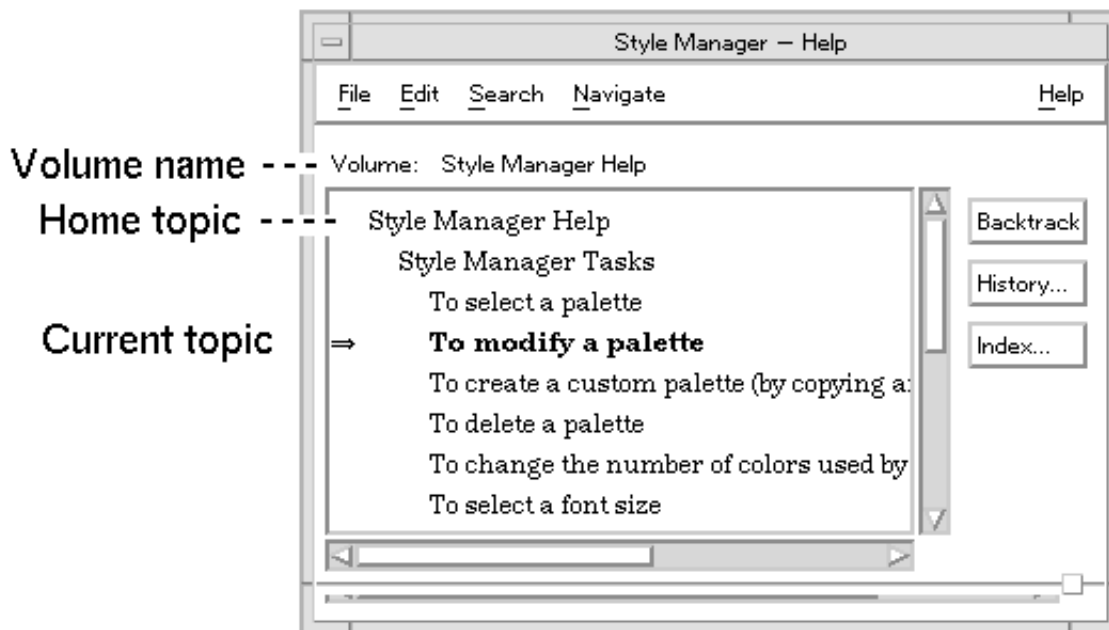 Style Manager – Help
File Edit Search Navigate Help
Volume name
Volume: Style Manager Help
Home topic
Style Manager Help
Backtrack
Style Manager Tasks
To select a palette
History...
Current topic
⇒ To modify a palette
Index...
To create a custom palette (by copying a
To delete a palette
To change the number of colors used by
To select a font size